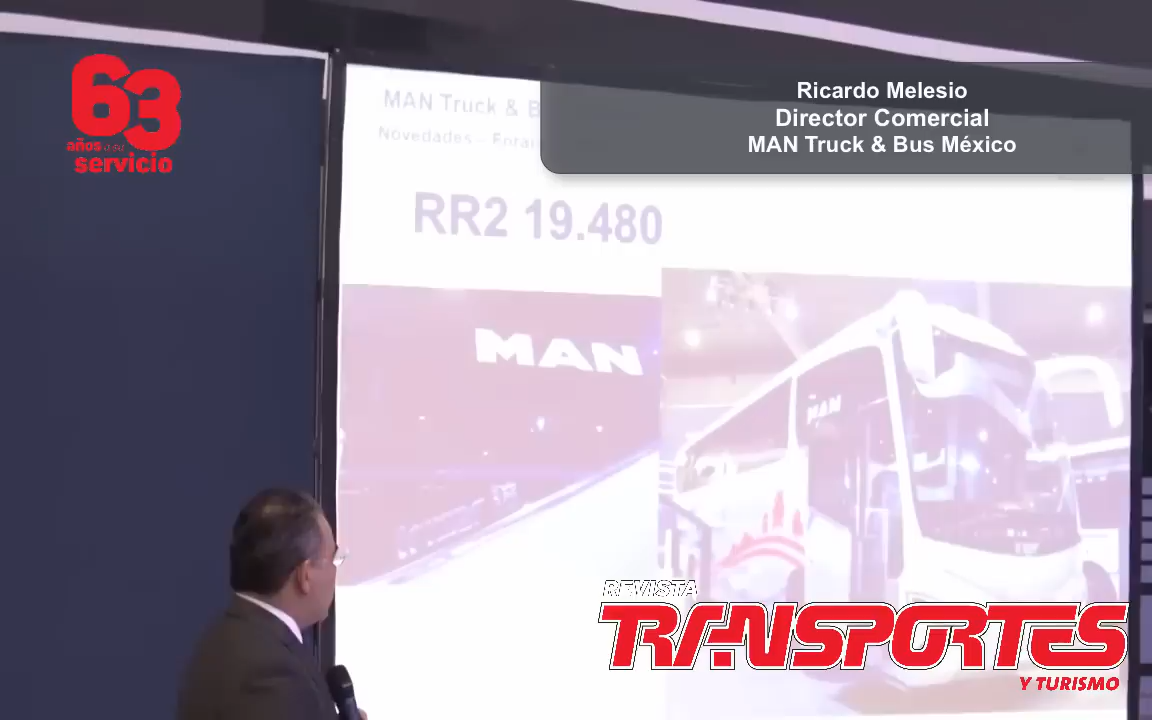 63
años a su
servicio
Ricardo Melesio
Director Comercial
MAN Truck & Bus México
MAN Truck & B
Novedades –
RR2 19.480
MAN
MAN
REVISTA
TRANSPORTES
Y TURISMO